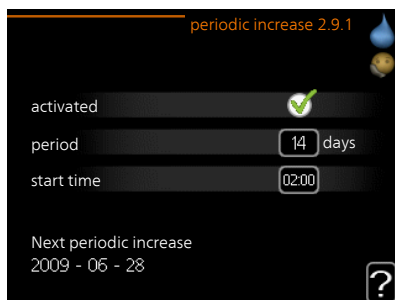 periodic increase 2.9.1
activated
period 14 days
start time 02:00
Next periodic increase
2009 - 06 - 28
?